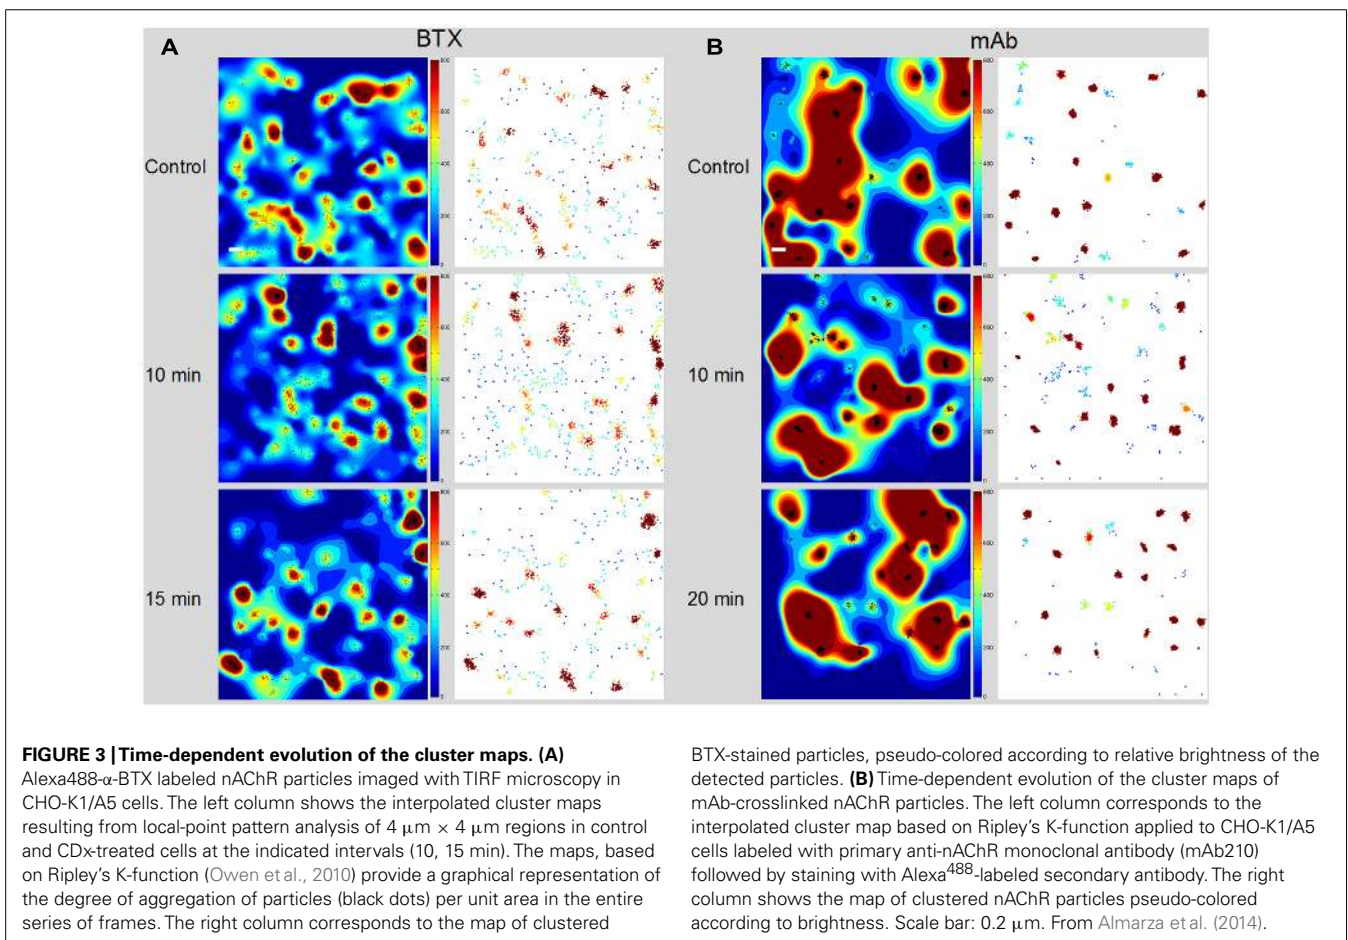 A
BTX
B
mAb
Control
Control
10 min
10 min
15 min
20 min
800
600
400
200
0
FIGURE 3 | Time-dependent evolution of the cluster maps. (A)
Alexa488-α-BTX labeled nAChR particles imaged with TIRF microscopy in
CHO-K1/A5 cells. The left column shows the interpolated cluster maps
resulting from local-point pattern analysis of 4 μm × 4 μm regions in control
and CDx-treated cells at the indicated intervals (10, 15 min). The maps, based
on Ripley's K-function (Owen et al., 2010) provide a graphical representation of
the degree of aggregation of particles (black dots) per unit area in the entire
series of frames. The right column corresponds to the map of clustered
BTX-stained particles, pseudo-colored according to relative brightness of the
detected particles. (B) Time-dependent evolution of the cluster maps of
mAb-crosslinked nAChR particles. The left column corresponds to the
interpolated cluster map based on Ripley's K-function applied to CHO-K1/A5
cells labeled with primary anti-nAChR monoclonal antibody (mAb210)
followed by staining with Alexa488-labeled secondary antibody. The right
column shows the map of clustered nAChR particles pseudo-colored
according to brightness. Scale bar: 0.2 μm. From Almarza et al. (2014).